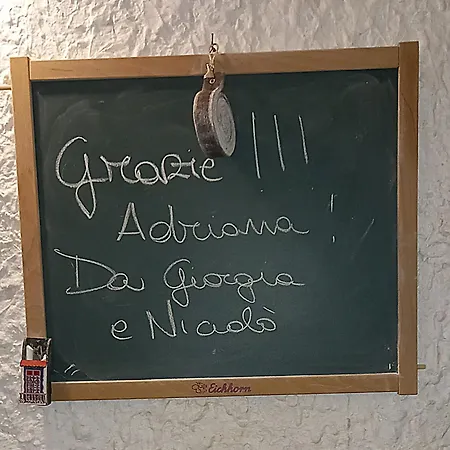 Grazie !!!
Adriana !
Da Giorgia
e Nicolò
Eichhorn